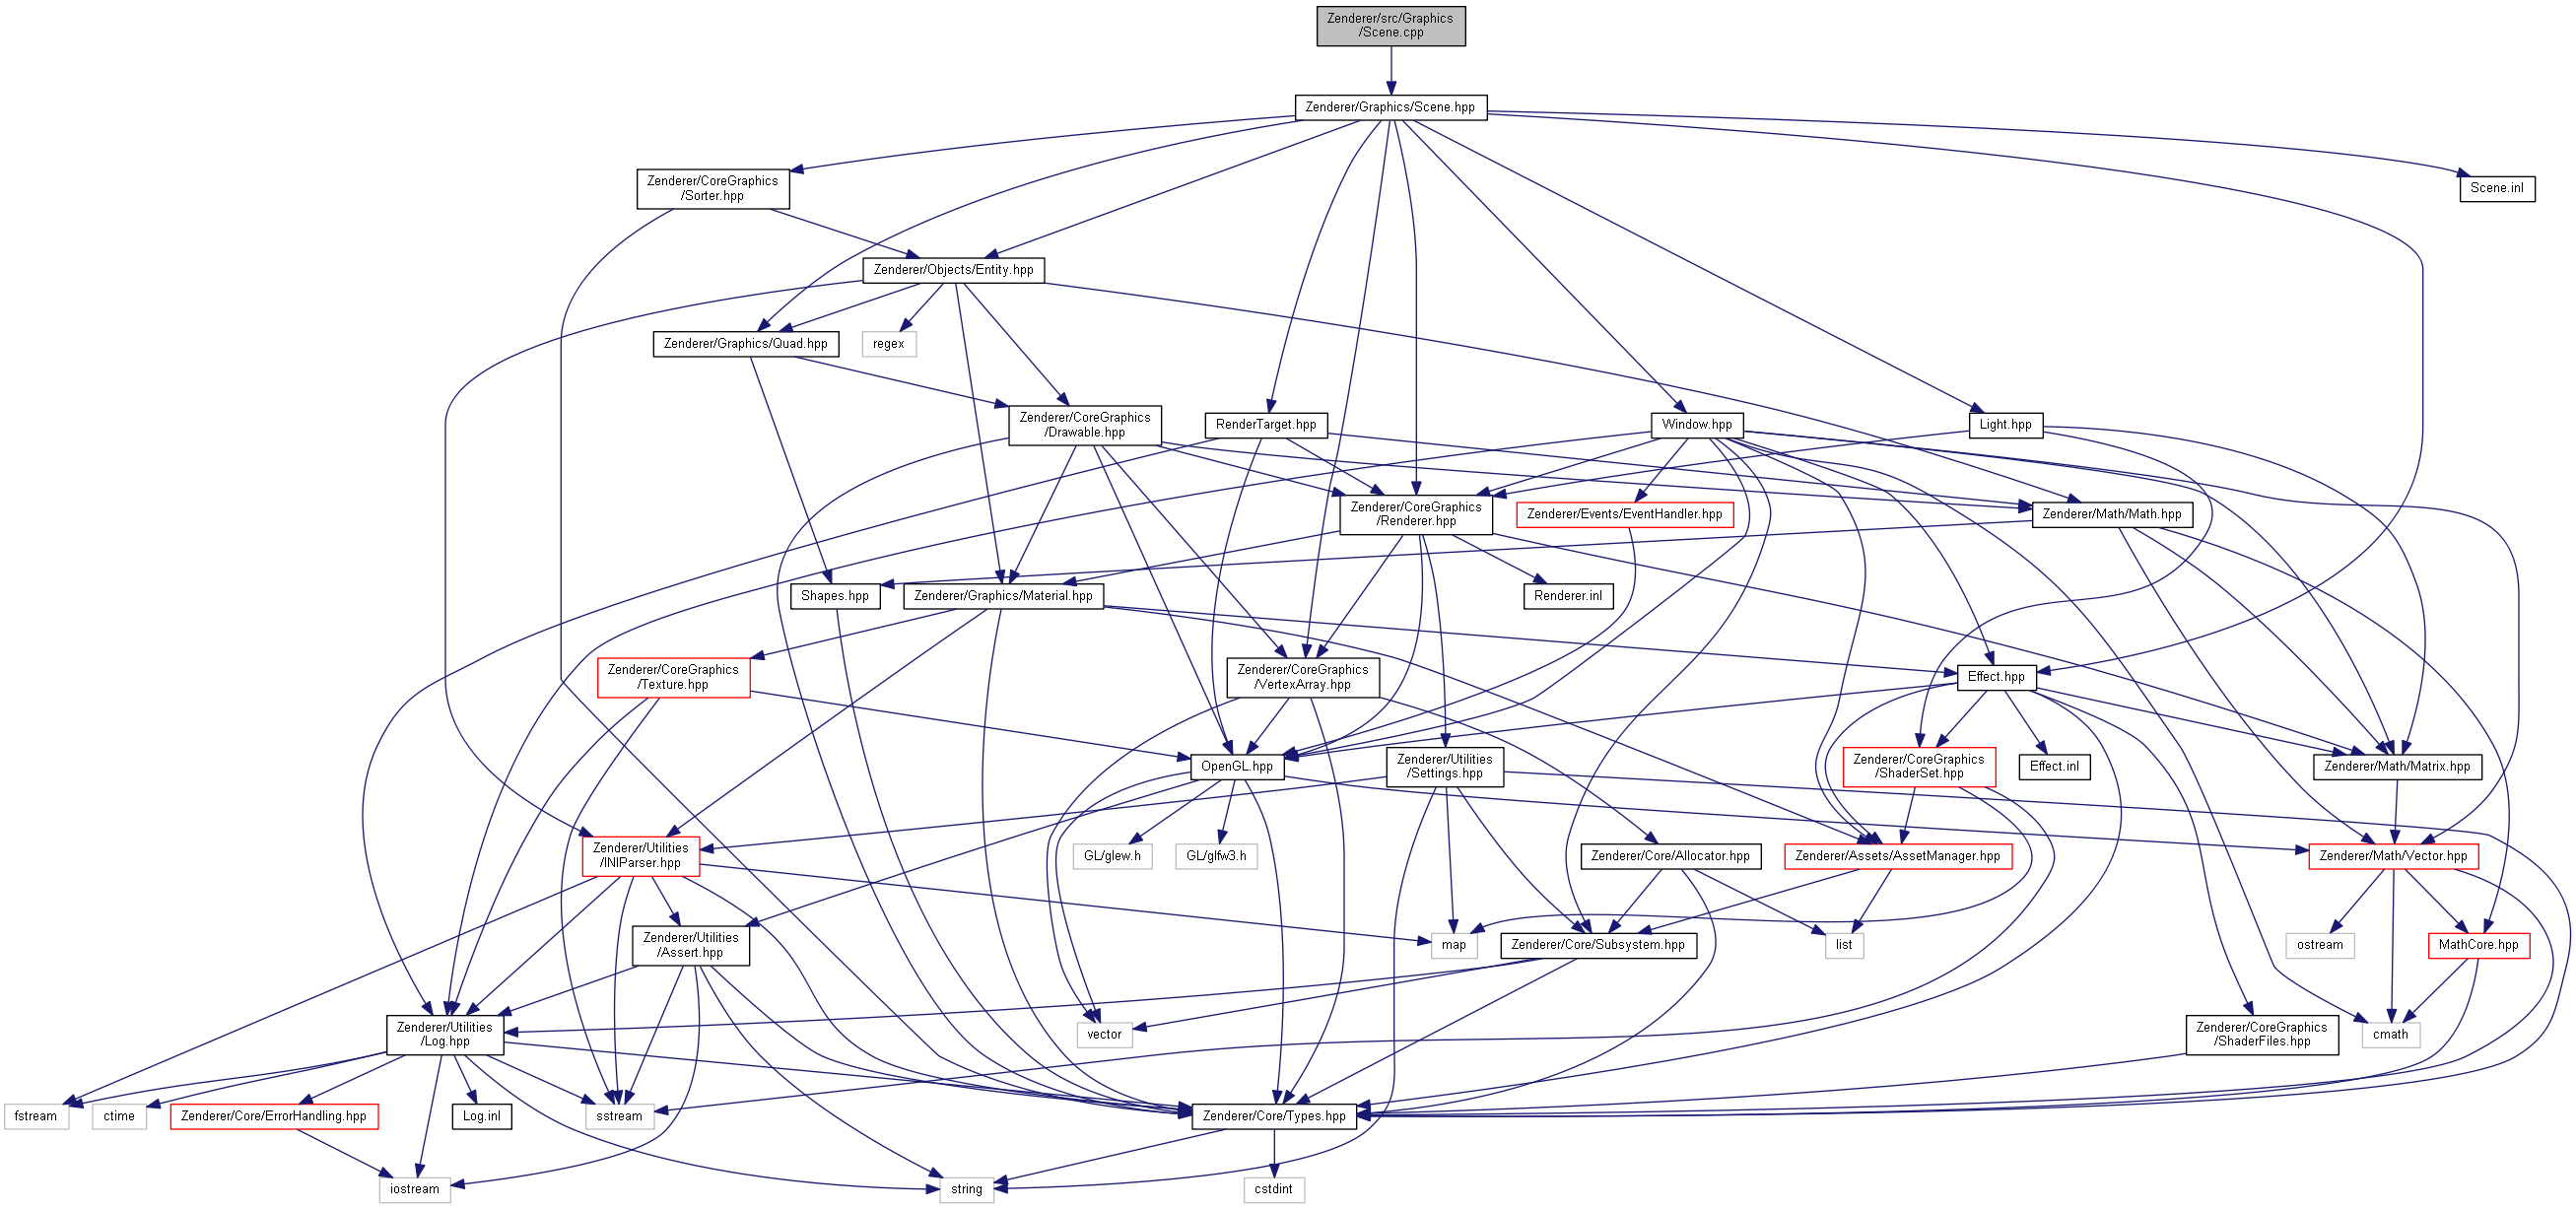 Zenderer/src/Graphics
/Scene.cpp
Zenderer/Graphics/Scene.hpp
Zenderer/CoreGraphics
/Sorter.hpp
Scene.inl
Zenderer/Objects/Entity.hpp
Zenderer/Graphics/Quad.hpp
regex
Zenderer/CoreGraphics
/Drawable.hpp
RenderTarget.hpp
Window.hpp
Light.hpp
Zenderer/CoreGraphics
/Renderer.hpp
Zenderer/Events/EventHandler.hpp
Zenderer/Math/Math.hpp
Shapes.hpp
Zenderer/Graphics/Material.hpp
Renderer.inl
Zenderer/CoreGraphics
/Texture.hpp
Zenderer/CoreGraphics
/VertexArray.hpp
Effect.hpp
OpenGL.hpp
Zenderer/Utilities
/Settings.hpp
Zenderer/CoreGraphics
/ShaderSet.hpp
Effect.inl
Zenderer/Math/Matrix.hpp
Zenderer/Utilities
/INIParser.hpp
GL/glew.h
GL/glfw3.h
Zenderer/Core/Allocator.hpp
Zenderer/Assets/AssetManager.hpp
Zenderer/Math/Vector.hpp
Zenderer/Utilities
/Assert.hpp
map
Zenderer/Core/Subsystem.hpp
list
ostream
MathCore.hpp
Zenderer/Utilities
/Log.hpp
vector
Zenderer/CoreGraphics
/ShaderFiles.hpp
cmath
fstream
ctime
Zenderer/Core/ErrorHandling.hpp
Log.inl
sstream
Zenderer/Core/Types.hpp
iostream
string
cstdint